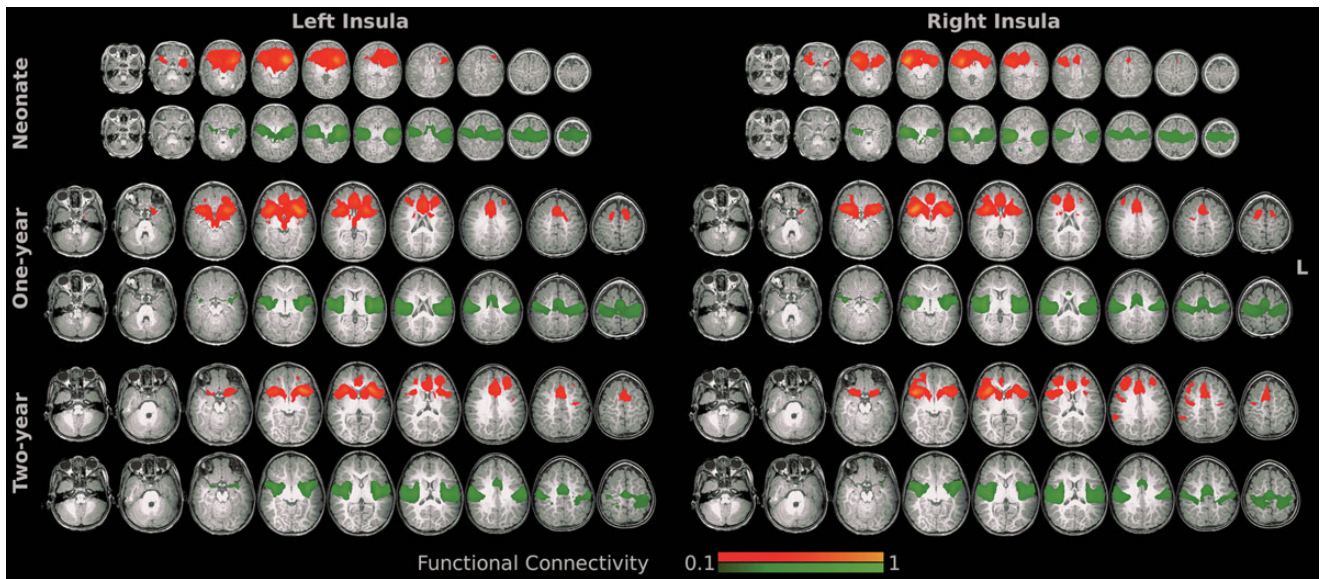 Left Insula
Right Insula
Neonate
One-year
L
Two-year
Functional Connectivity 0.1 1